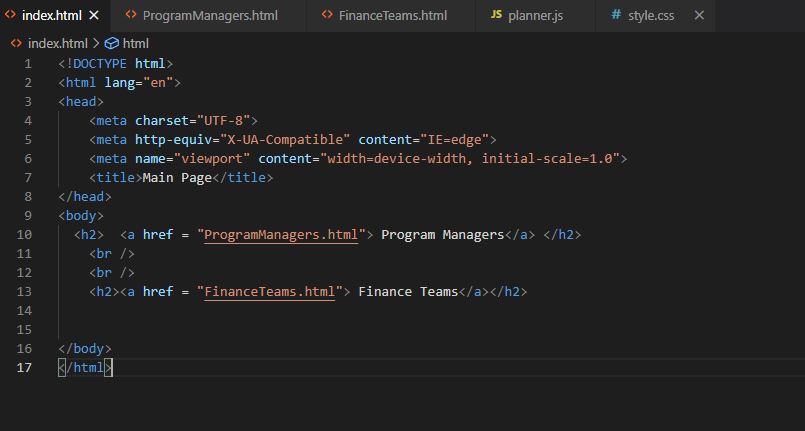 index.html ProgramManagers.html FinanceTeams.html JS planner.js # style.css
index.html > html
1 <!DOCTYPE html>
2 <html lang="en">
3 <head>
4 <meta charset="UTF-8">
5 <meta http-equiv="X-UA-Compatible" content="IE=edge">
6 <meta name="viewport" content="width=device-width, initial-scale=1.0">
7 <title>Main Page</title>
8 </head>
9 <body>
10 <h2>  <a href = "ProgramManagers.html"> Program Managers</a> </h2>
11 <br />
12 <br />
13 <h2><a href = "FinanceTeams.html"> Finance Teams</a></h2>
14
15
16 </body>
17 </html>